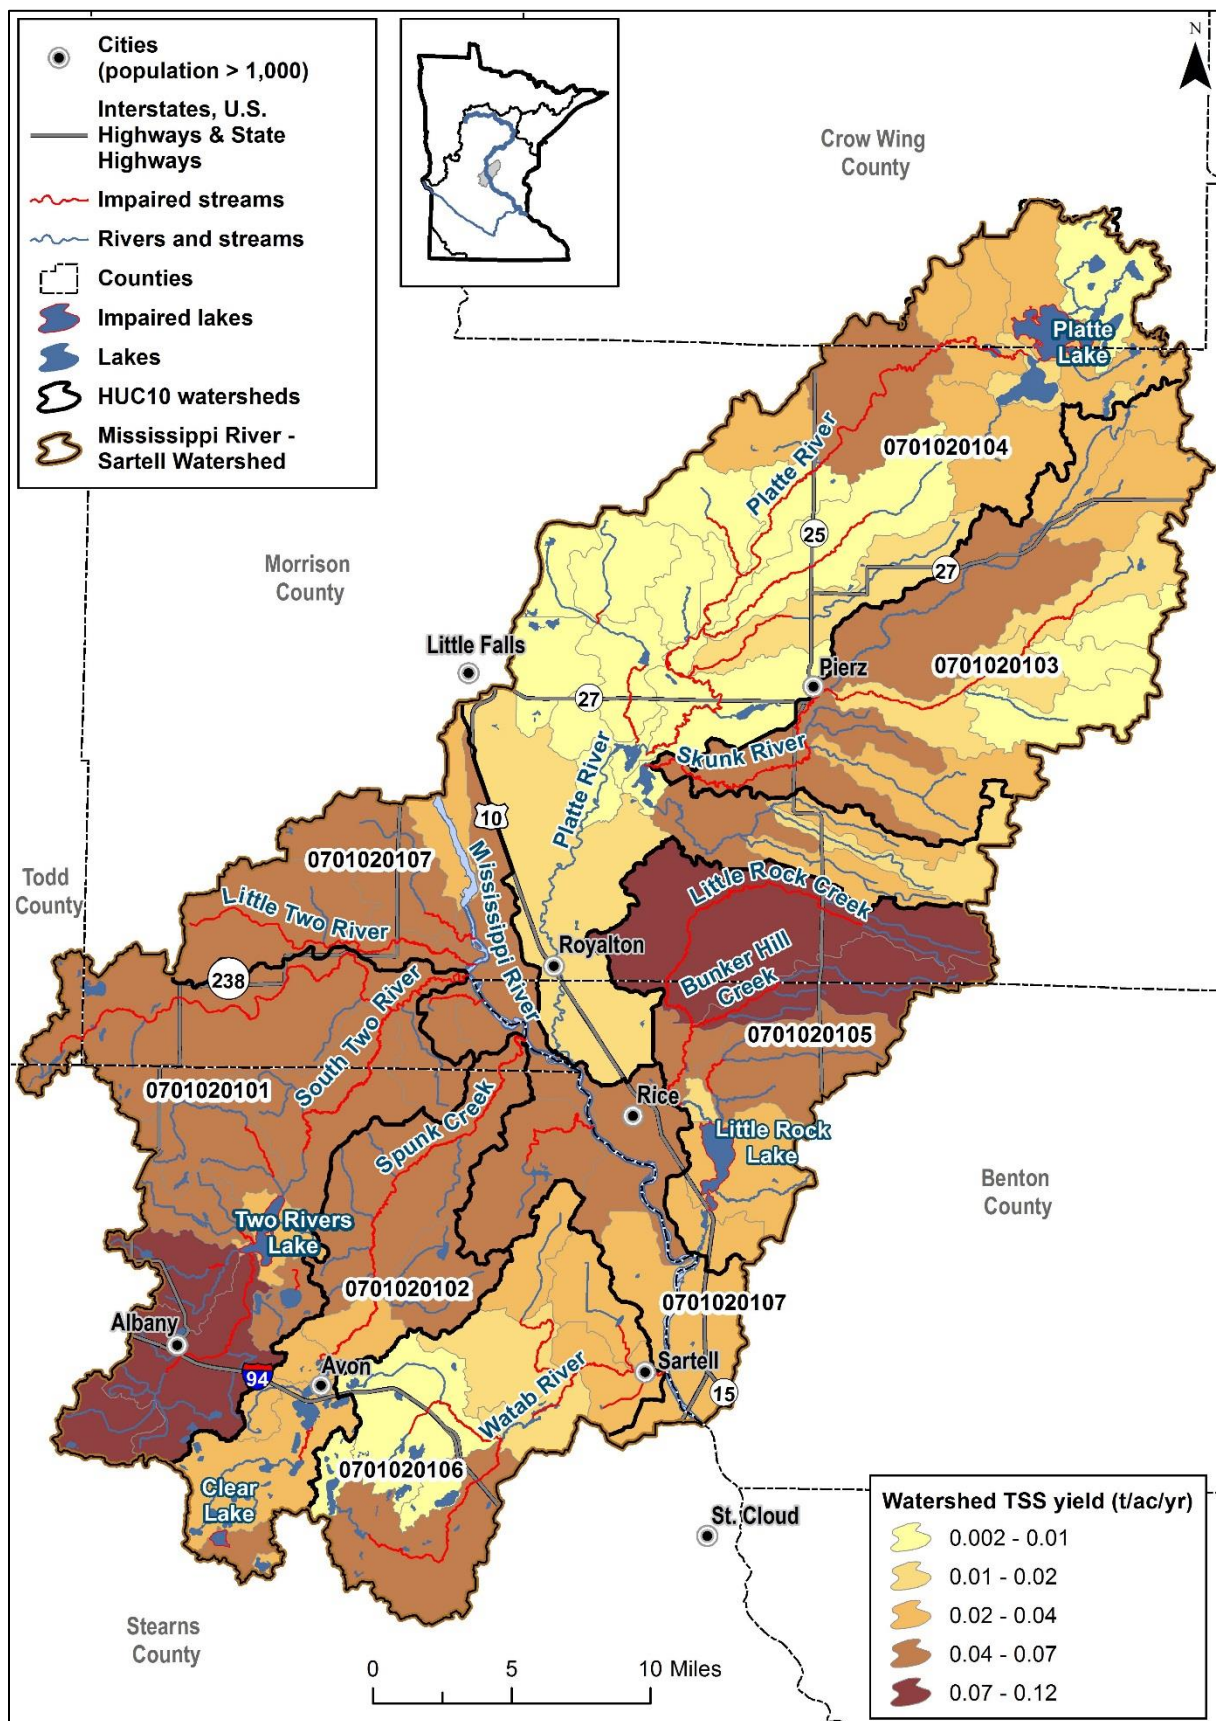 Cities
(population > 1,000)
Interstates, U.S.
Highways & State
Highways
Impaired streams
Rivers and streams
Counties
Impaired lakes
Lakes
HUC10 watersheds
Mississippi River -
Sartell Watershed
N
Crow Wing
County
Platte
Lake
0701020104
Platte River
25
27
Morrison
County
Little Falls
Pierz
0701020103
27
Skunk River
Platte River
10
0701020107
Mississippi River
Little Rock Creek
Todd
County
Little Two River
Royalton
Bunker Hill
Creek
238
South Two River
0701020105
0701020101
Rice
Spunk Creek
Little Rock
Lake
Benton
County
Two Rivers
Lake
0701020102
0701020107
Albany
Avon
Sartell
94
15
Watab River
0701020106
Clear
Lake
St. Cloud
Stearns
County
0 5 10 Miles
Watershed TSS yield (t/ac/yr)
0.002 - 0.01
0.01 - 0.02
0.02 - 0.04
0.04 - 0.07
0.07 - 0.12